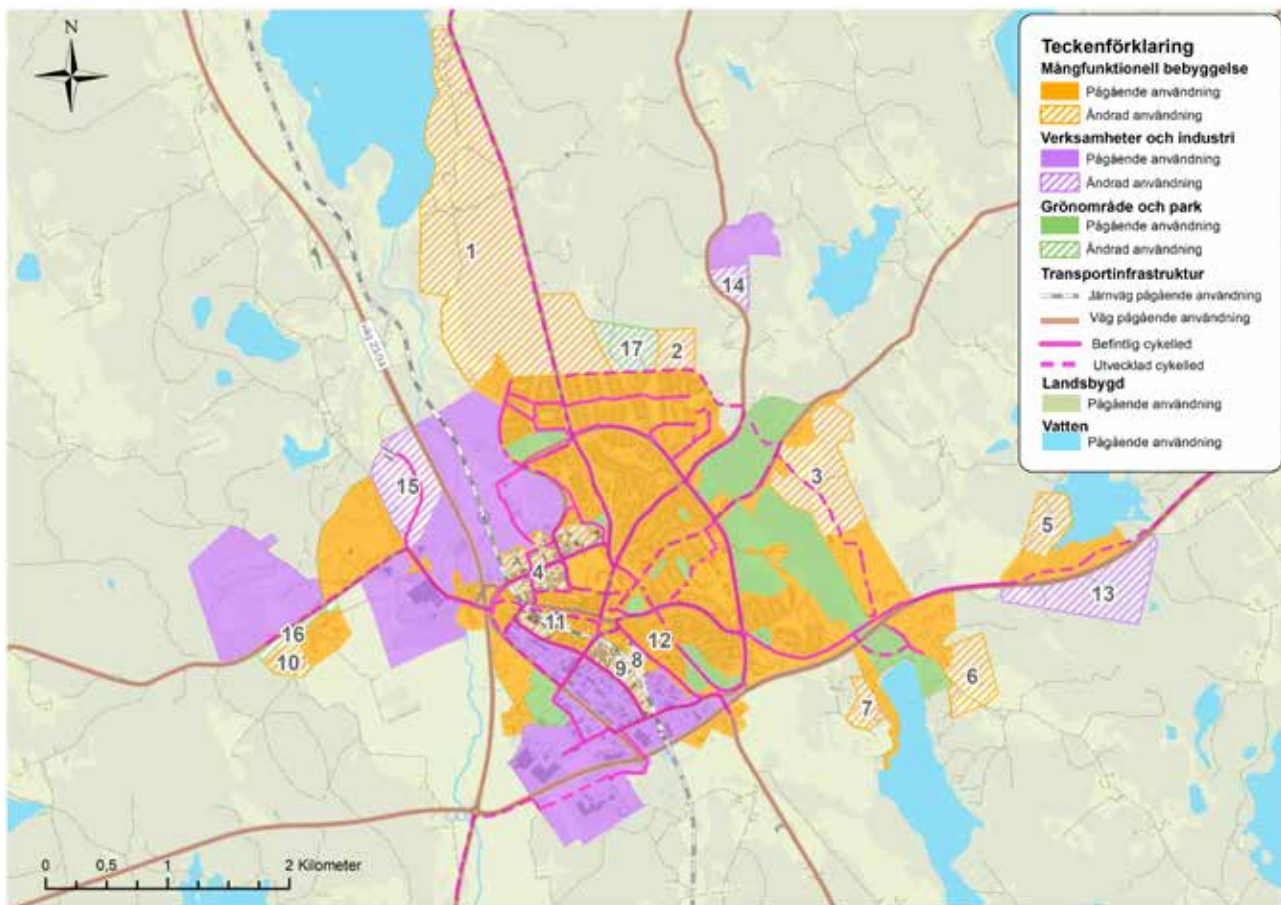 N
Teckenförklaring
Mångfunktionell bebyggelse
Pågående användning
Ändrad användning
Verksamheter och industri
Pågående användning
Ändrad användning
Grönområde och park
Pågående användning
Ändrad användning
Transportinfrastruktur
Järnväg pågående användning
Väg pågående användning
Befintlig cykelled
Utvecklad cykelled
Landsbygd
Pågående användning
Vatten
Pågående användning
1
14
17
2
väg 23/34
3
15
5
4
13
16
11
12
10
9
8
6
7
0 0,5 1 2 Kilometer